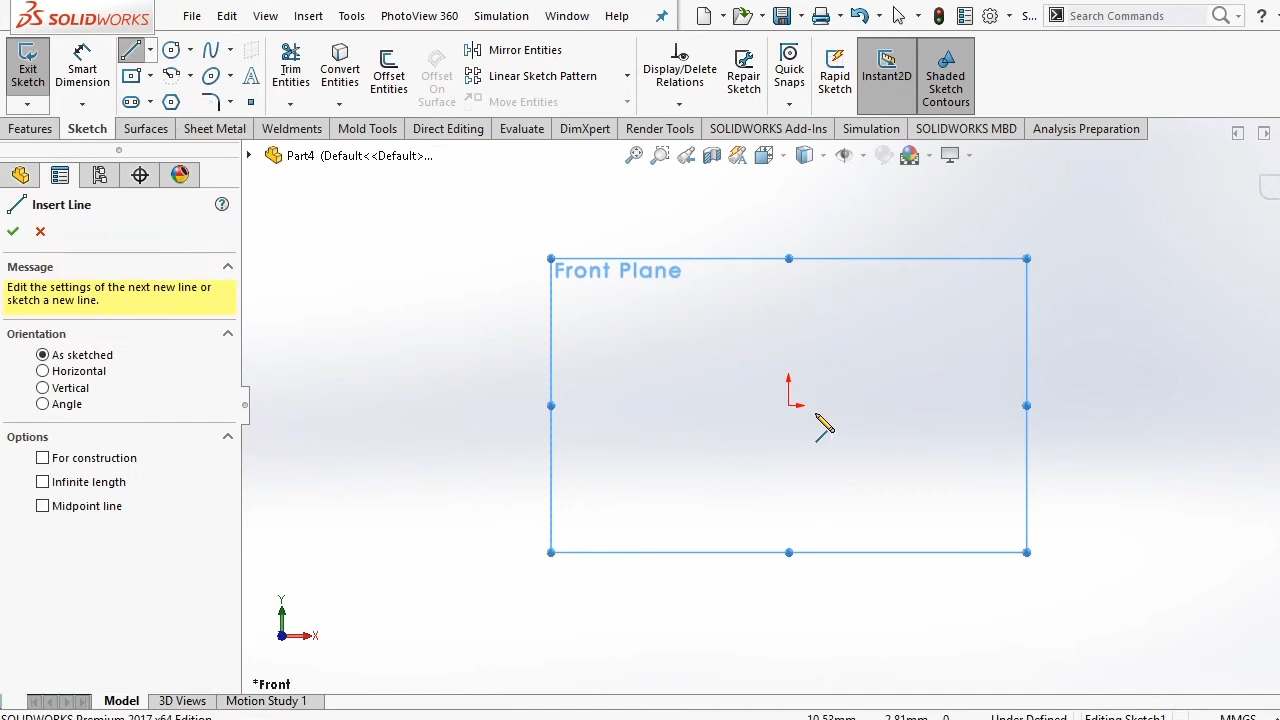 SOLIDWORKS
File Edit View Insert Tools PhotoView 360 Simulation Window Help S... Search Commands ?
Exit Sketch
Smart Dimension
Trim Entities
Convert Entities
Offset Entities
Offset On Surface
Mirror Entities
Linear Sketch Pattern
Move Entities
Display/Delete Relations
Repair Sketch
Quick Snaps
Rapid Sketch
Instant2D
Shaded Sketch Contours
Features Sketch Surfaces Sheet Metal Weldments Mold Tools Direct Editing Evaluate DimXpert Render Tools SOLIDWORKS Add-Ins Simulation SOLIDWORKS MBD Analysis Preparation
Part4 (Default<<Default>...
Insert Line
Message
Edit the settings of the next new line or
sketch a new line.
Orientation
As sketched
Horizontal
Vertical
Angle
Options
For construction
Infinite length
Midpoint line
Front Plane
Y
X
*Front
Model 3D Views Motion Study 1
SOLIDWORKS Premium 2017 x64 Edition 10.53mm 2.81mm 0 Under Defined Editing Sketch1 MMGS